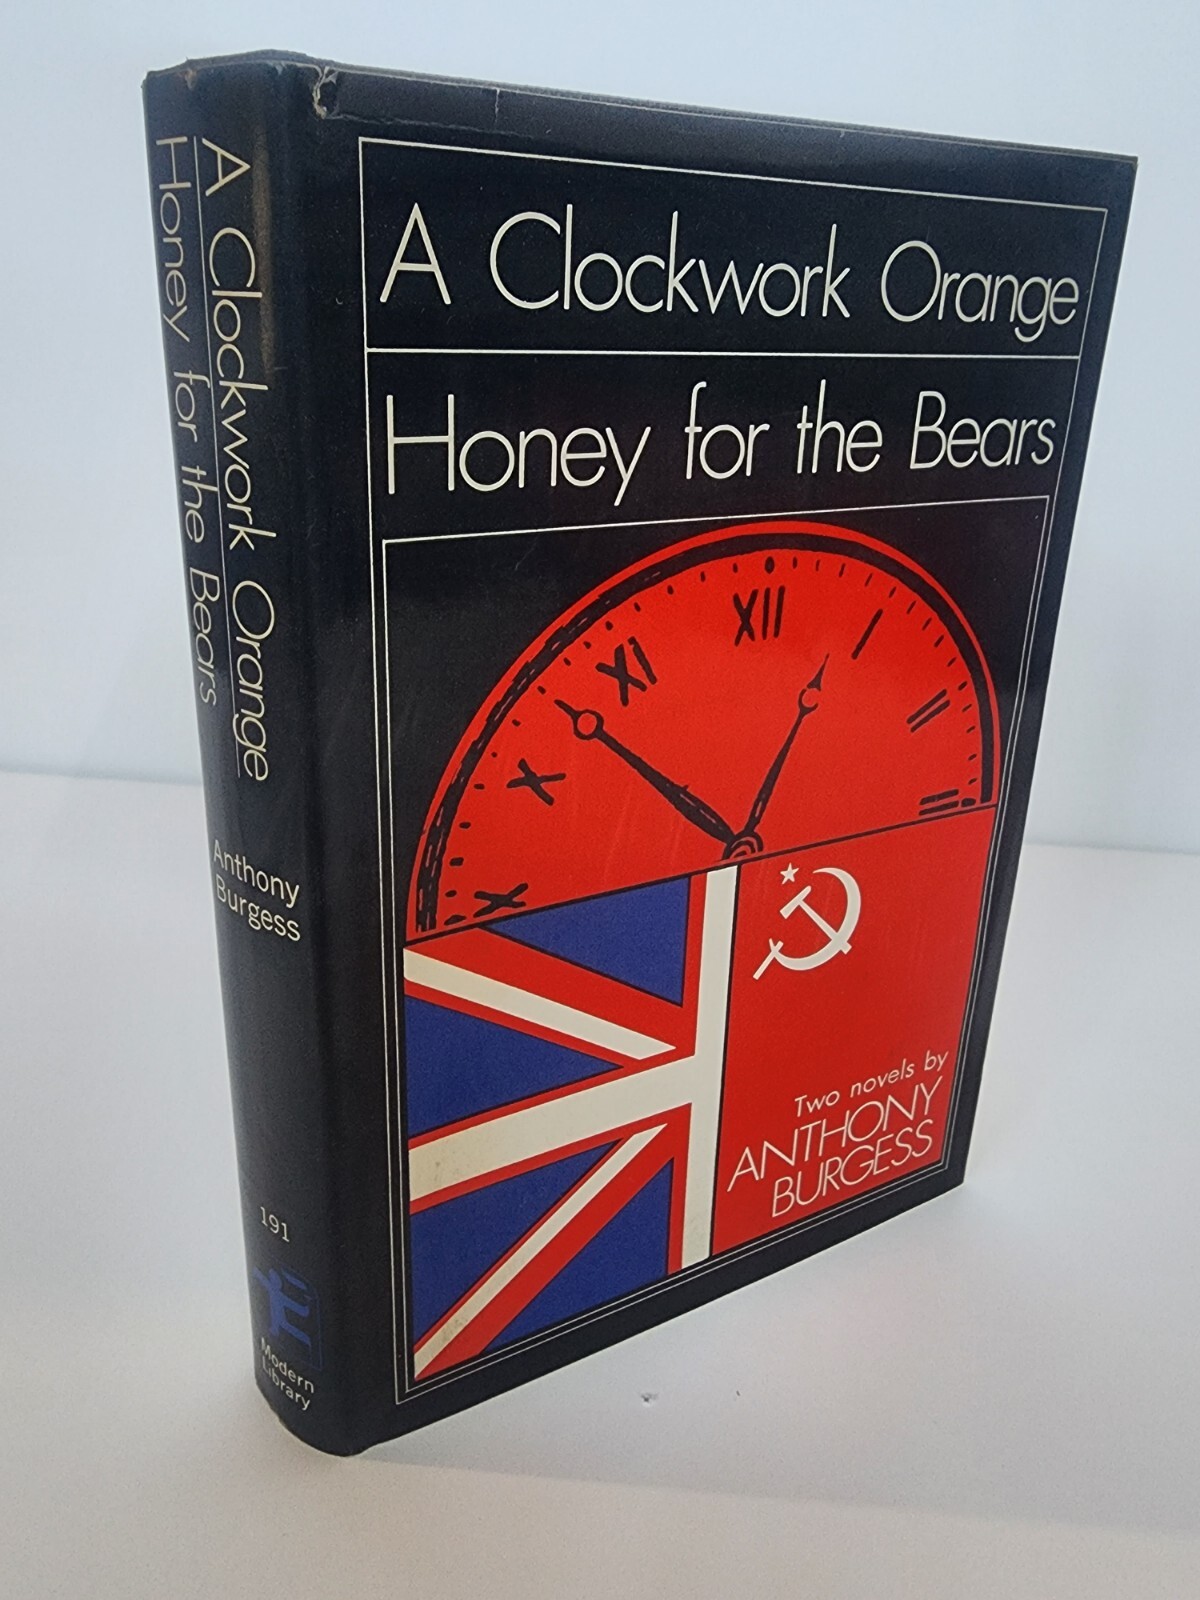 A Clockwork Orange
Honey for the Bears
Anthony
Burgess
191
Modern
Library
A Clockwork Orange
Honey for the Bears
XII
XI
X
I
II
III
Two novels by
ANTHONY
BURGESS